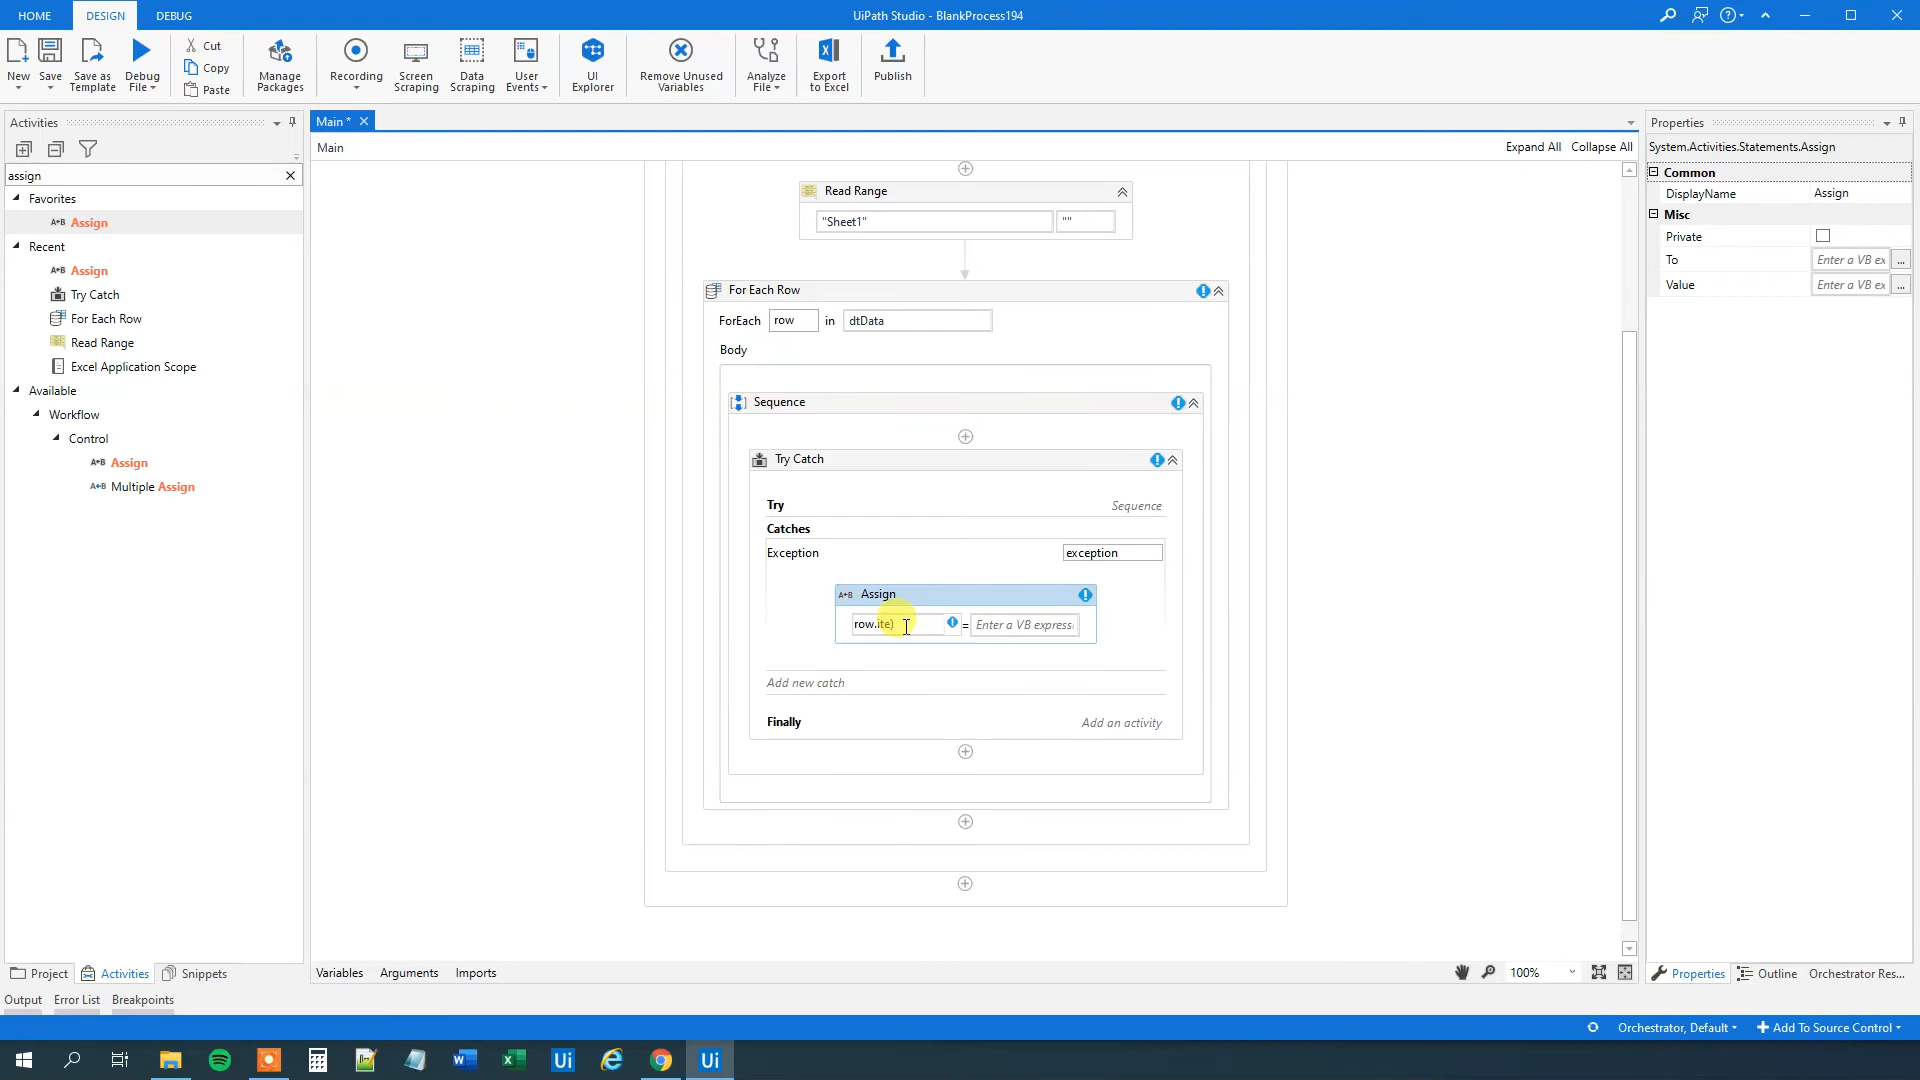 HOME DESIGN DEBUG
UiPath Studio - BlankProcess194
New Save Save as Template Debug File
Cut
Copy
Paste
Manage Packages Recording Screen Scraping Data Scraping User Events UI Explorer Remove Unused Variables Analyze File Export to Excel Publish
Activities
assign
Favorites
Assign
Recent
Assign
Try Catch
For Each Row
Read Range
Excel Application Scope
Available
Workflow
Control
Assign
Multiple Assign
Main *
Main
Expand All Collapse All
Read Range
"Sheet1" ""
For Each Row
ForEach row in dtData
Body
Sequence
Try Catch
Try Sequence
Catches
Exception exception
A+B Assign
row.ite) = Enter a VB express
Add new catch
Finally Add an activity
Properties
System.Activities.Statements.Assign
Common
DisplayName Assign
Misc
Private
To Enter a VB ex ...
Value Enter a VB ex ...
Project Activities Snippets
Variables Arguments Imports
100%
Properties Outline Orchestrator Res...
Output Error List Breakpoints
Orchestrator, Default Add To Source Control